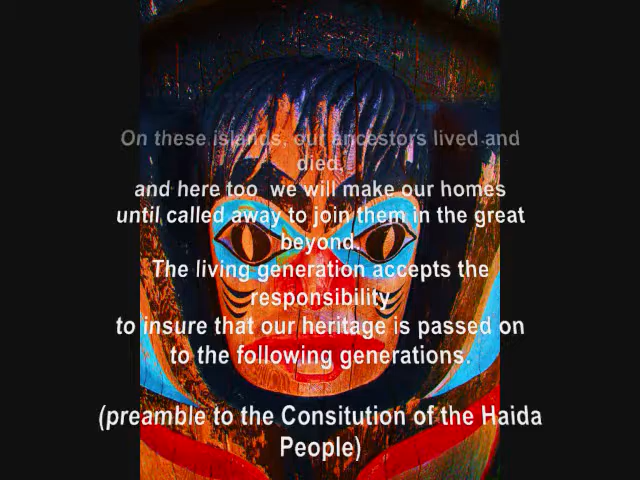 On these islands, our ancestors lived and
died,
and here too we will make our homes
until called away to join them in the great
beyond.
The living generation accepts the
responsibility
to insure that our heritage is passed on
to the following generations.
(preamble to the Consitution of the Haida
People)